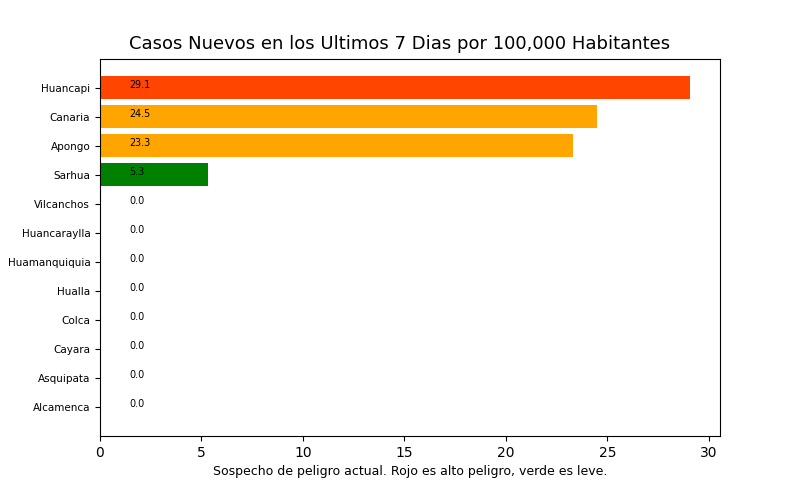 Casos Nuevos en los Ultimos 7 Dias por 100,000 Habitantes
Huancapi 29.1
Canaria 24.5
Apongo 23.3
Sarhua 5.3
Vilcanchos 0.0
Huancaraylla 0.0
Huamanquiquia 0.0
Hualla 0.0
Colca 0.0
Cayara 0.0
Asquipata 0.0
Alcamenca 0.0
0 5 10 15 20 25 30
Sospecho de peligro actual. Rojo es alto peligro, verde es leve.